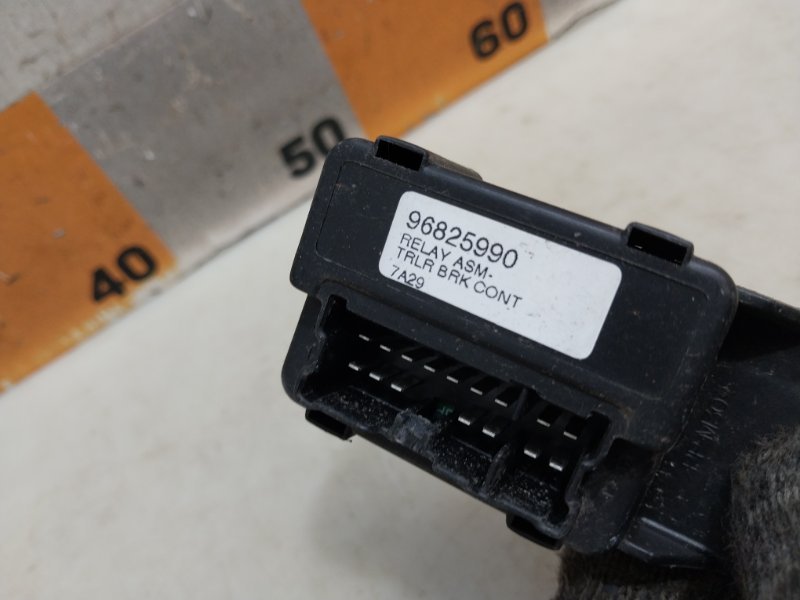 40
50
60
96825990
RELAY ASM-
TRLR BRK CONT
7A29